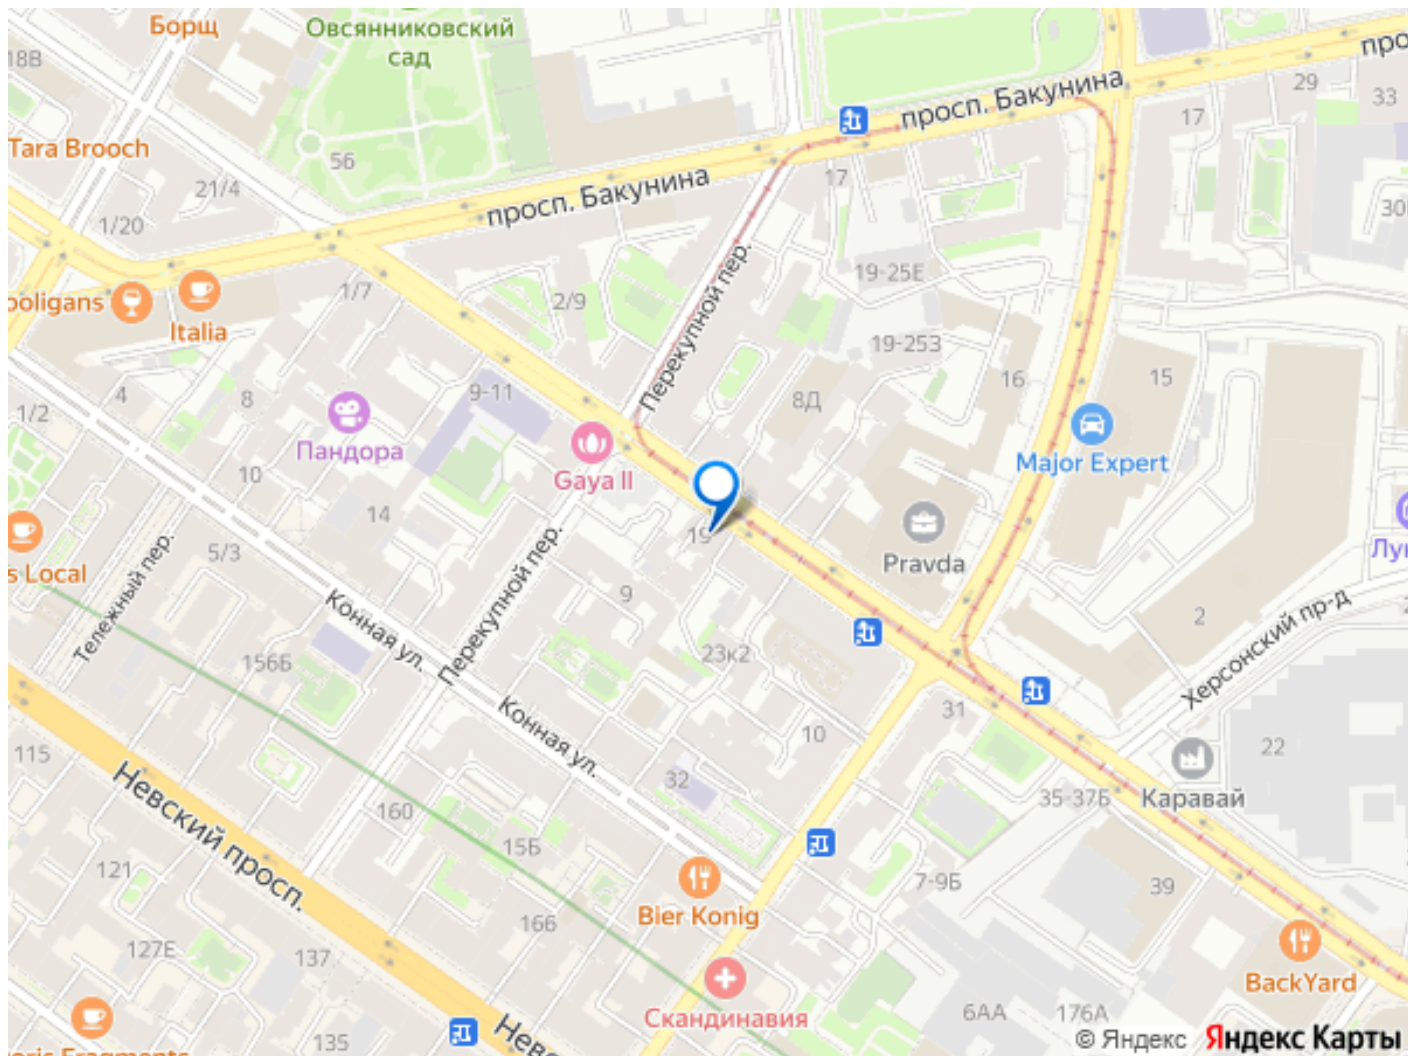 Борщ
Овсянниковский
сад
про
18В
просп. Бакунина
29
33
17
Tara Brooch
56
21/4
17
просп. Бакунина
1/20
30
19-25Е
ooligans
Italia
1/7
2/9
Перекупной пер.
19-253
16
15
4
8
1/2
9-11
8Д
Пандора
Gaya II
Major Expert
10
14
19
Pravda
Лун
5/3
s Local
Тележный пер.
Перекупной пер.
9
2
Херсонский пр-д
Конная ул.
156Б
23к2
Конная ул.
31
10
22
115
Невский просп.
32
35-37Б
Каравай
160
15Б
121
7-9Б
39
Bier Konig
166
127Е
137
BackYard
Скандинавия
6АА
176А
135
Невс
oris Fragments
© Яндекс Яндекс Карты